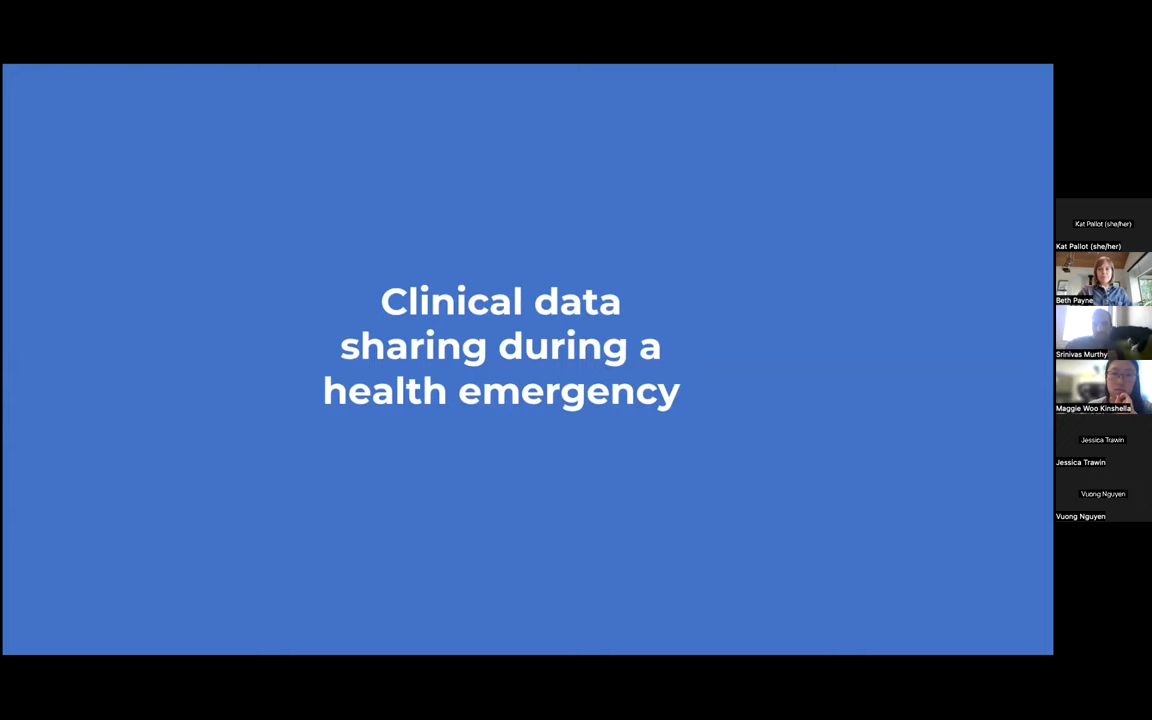 Clinical data
sharing during a
health emergency
Kat Pallot (she/her)
Kat Pallot (she/her)
Beth Payne
Srinivas Murthy
Maggie Woo Kinshella
Jessica Trawin
Jessica Trawin
Vuong Nguyen
Vuong Nguyen